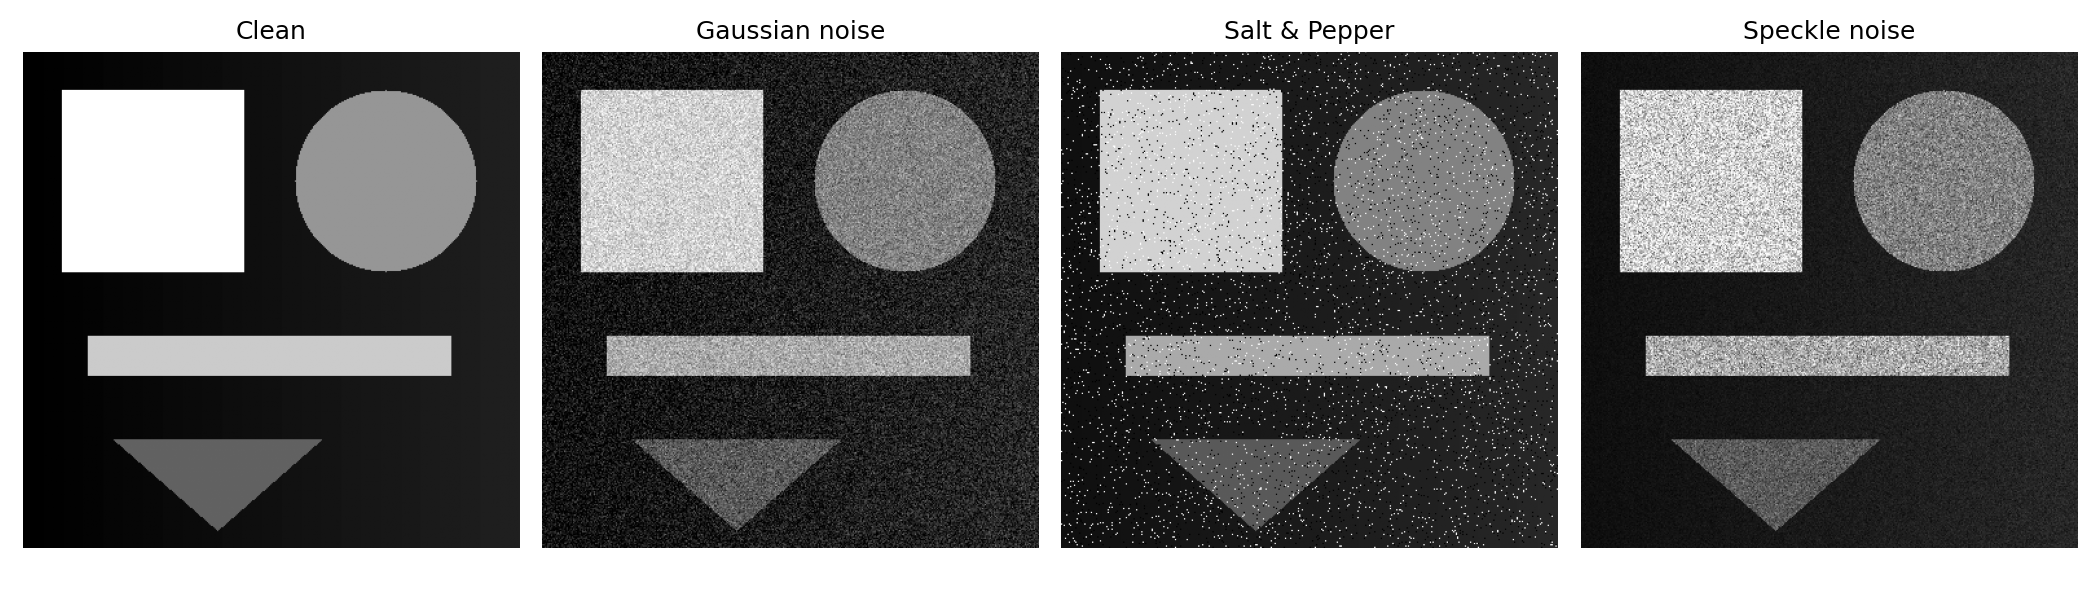 Clean
Gaussian noise
Salt & Pepper
Speckle noise